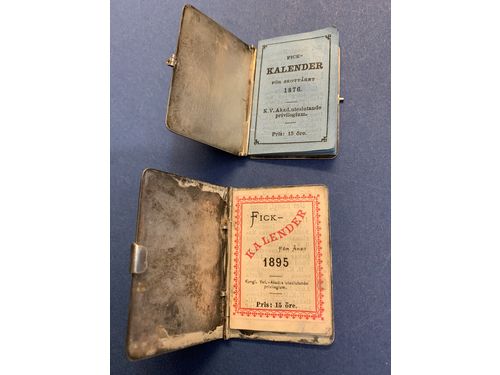 FICK-
KALENDER
FÖR SKOTTÅRET
1876.
K. V. Akad. uteslutande
privilegium.
Pris: 15 öre.
FICK-
KALENDER
FÖR ÅRET
1895
Kongl. Vet.-Akad:s uteslutande
privilegium.
Pris: 15 öre.